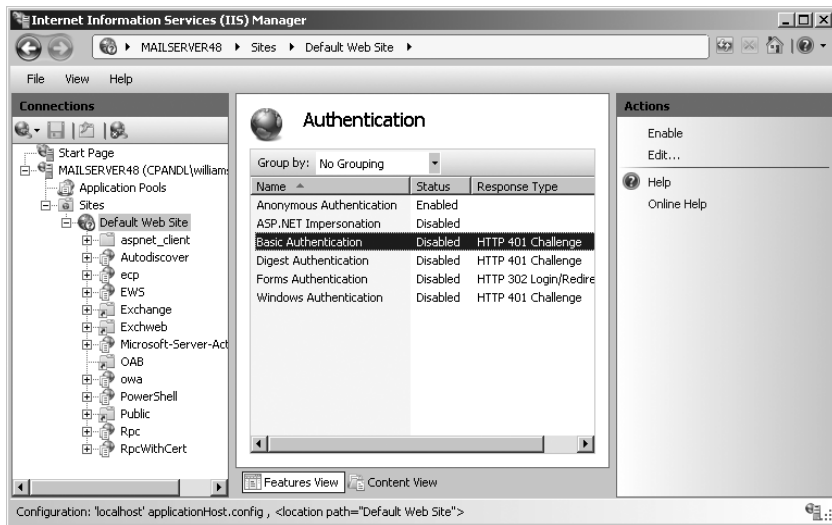 Internet Information Services (IIS) Manager
MAILSERVER48 Sites Default Web Site
File View Help
Connections
Start Page
MAILSERVER48 (CPANDL\williams
Application Pools
Sites
Default Web Site
aspnet_client
Autodiscover
ecp
EWS
Exchange
Exchweb
Microsoft-Server-Act
OAB
owa
PowerShell
Public
Rpc
RpcWithCert
Authentication
Group by: No Grouping
Name Status Response Type
Anonymous Authentication Enabled
ASP.NET Impersonation Disabled
Basic Authentication Disabled HTTP 401 Challenge
Digest Authentication Disabled HTTP 401 Challenge
Forms Authentication Disabled HTTP 302 Login/Redire
Windows Authentication Disabled HTTP 401 Challenge
Features View Content View
Actions
Enable
Edit...
Help
Online Help
Configuration: 'localhost' applicationHost.config , <location path="Default Web Site">